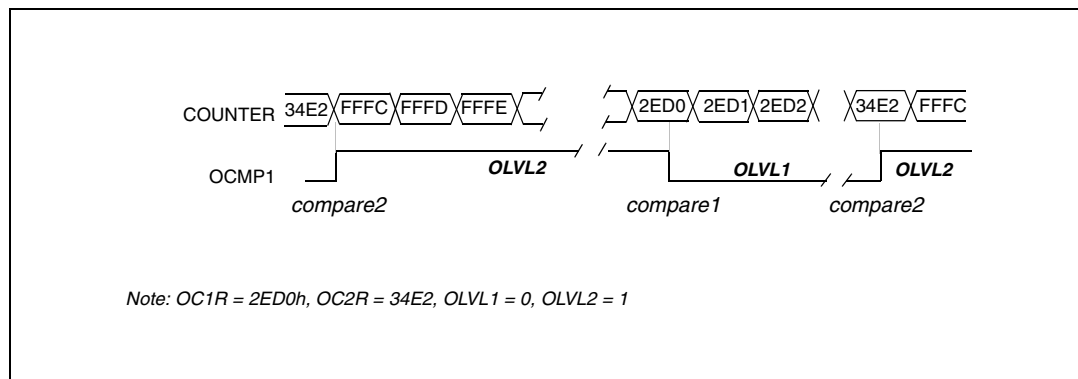 COUNTER 34E2 FFFC FFFD FFFE 2ED0 2ED1 2ED2 34E2 FFFC
OCMP1 OLVL2 OLVL1 OLVL2
compare2 compare1 compare2
Note: OC1R = 2ED0h, OC2R = 34E2, OLVL1 = 0, OLVL2 = 1